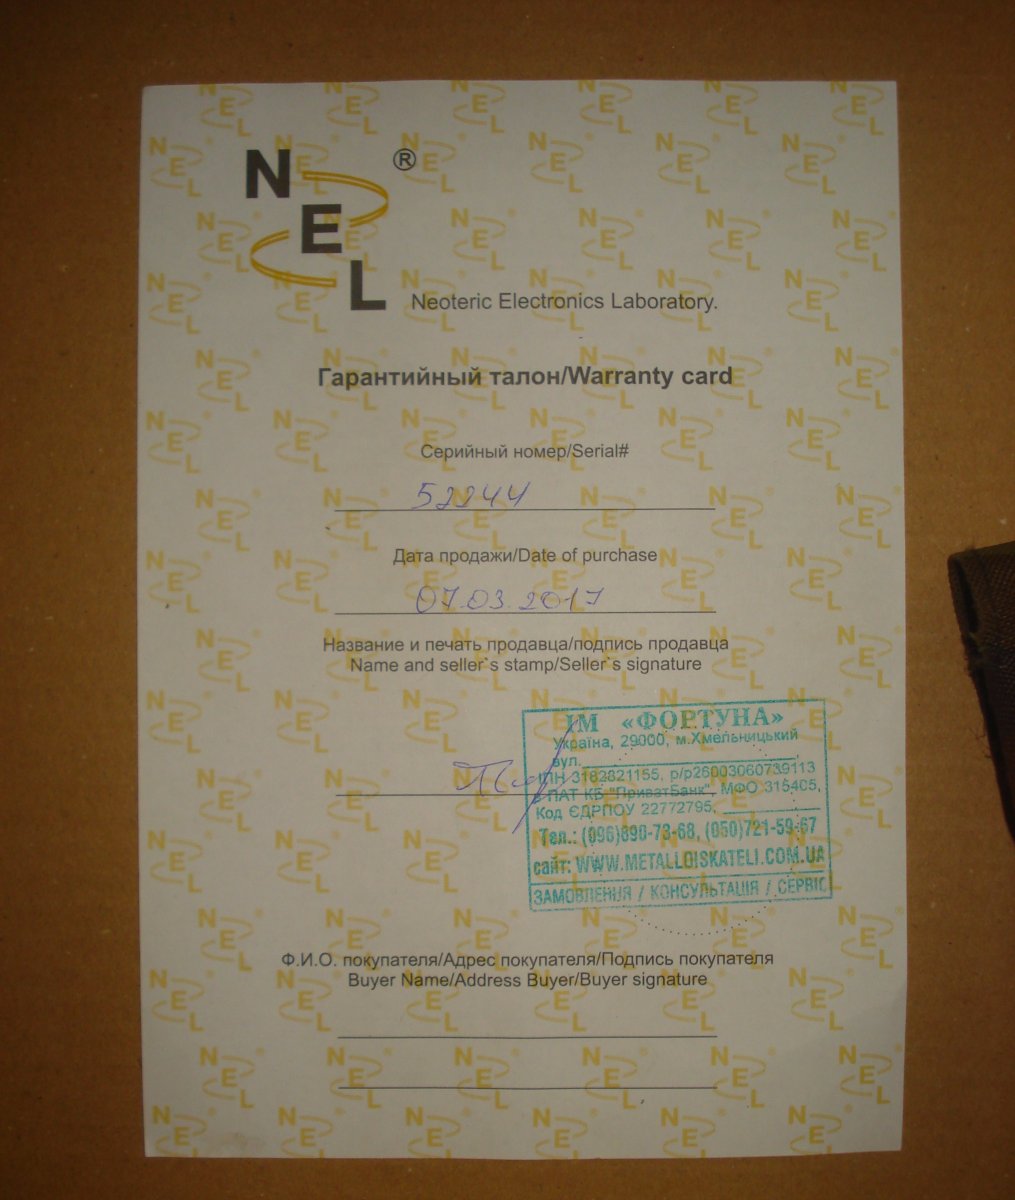 N
®
E
L
Neoteric Electronics Laboratory.
Гарантийный талон/Warranty card
Серийный номер/Serial#
52244
Дата продажи/Date of purchase
07.03.2017
Название и печать продавца/подпись продавца
Name and seller`s stamp/Seller`s signature
ІМ «ФОРТУНА»
Україна, 29000, м.Хмельницький
вул.
ІПН 3182821155, р/р26003060739113
в ПАТ КБ "ПриватБанк", МФО 315405,
Код ЄДРПОУ 22772795,
Тел.: (096)890-73-68, (050)721-59-67
сайт: WWW.METALLOISKATELI.COM.UA
ЗАМОВЛЕННЯ / КОНСУЛЬТАЦІЯ / СЕРВІС
Ф.И.О. покупателя/Адрес покупателя/Подпись покупателя
Buyer Name/Address Buyer/Buyer signature